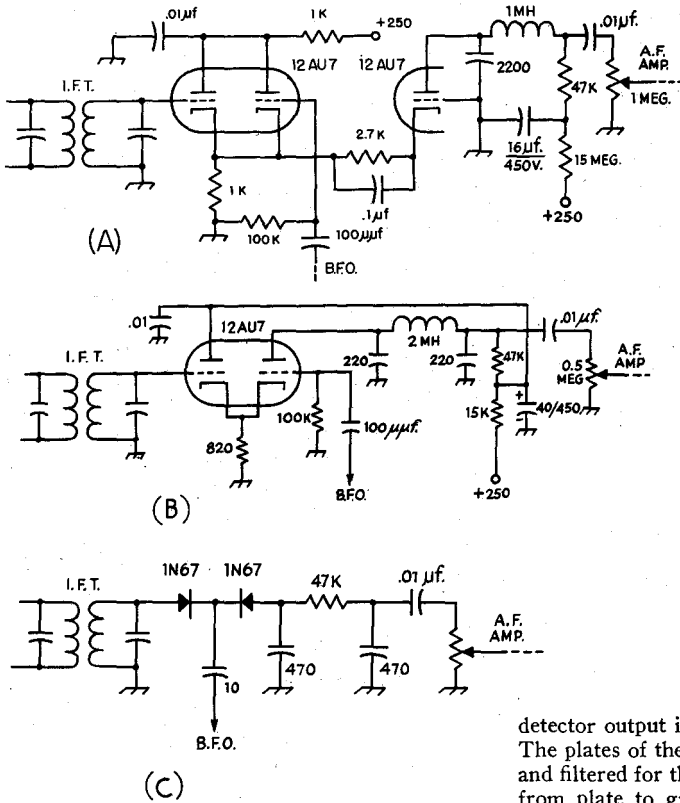 .01µf
1K
+250
1MH
.01µf.
I.F.T.
12AU7
12AU7
2200
47K
A.F.
AMP.
1 MEG.
2.7K
16µf.
450V.
15 MEG.
1K
.1µf
+250
100K
100µµf
B.F.O.
(A)
.01
12AU7
2 MH
.01µf.
I.F.T.
220
220
47K
0.5
MEG
A.F.
AMP
100K
100µµf.
15K
+
40/450
-
820
B.F.O.
+250
(B)
I.F.T.
1N67
1N67
47K
.01µf.
A.F.
AMP.
10
470
470
B.F.O.
(C)
detector output i
The plates of the
and filtered for th
from plate to g